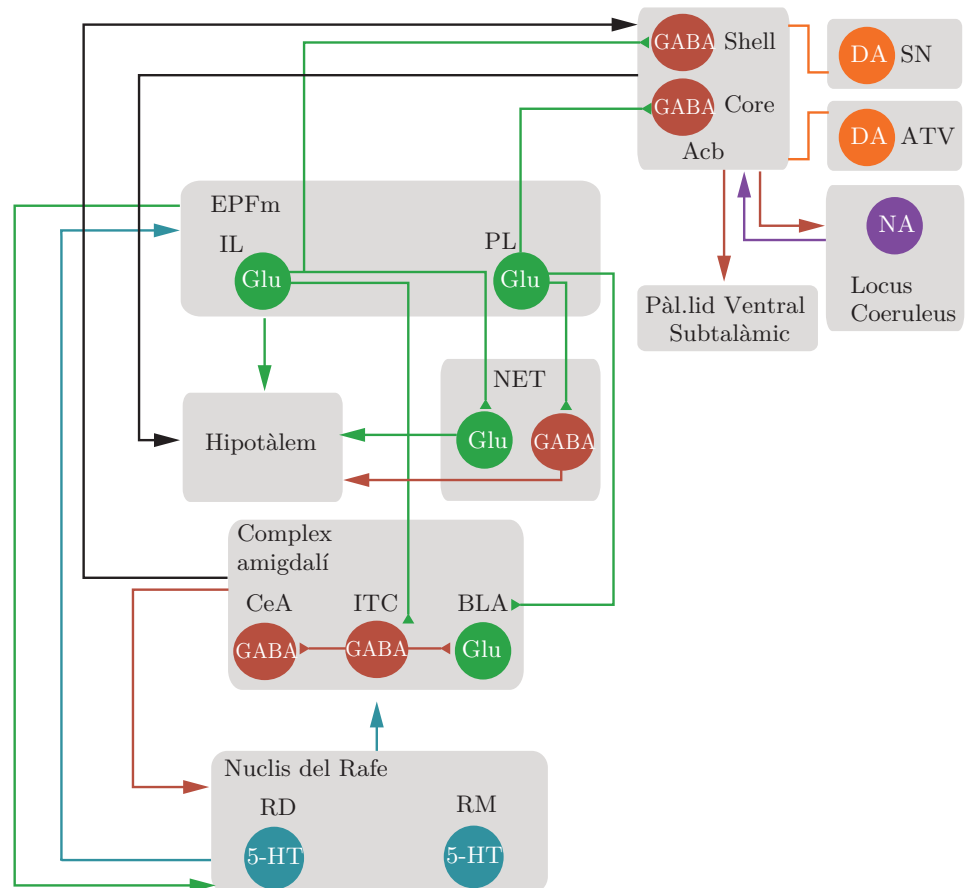 GABA Shell
DA SN
GABA Core
Acb
DA ATV
EPFm
IL
PL
NA
Glu
Glu
Locus
Coeruleus
Pàl.lid Ventral
Subtalàmic
NET
Hipotàlem
Glu
GABA
Complex
amigdalí
CeA
ITC
BLA
GABA
GABA
Glu
Nuclis del Rafe
RD
RM
5-HT
5-HT